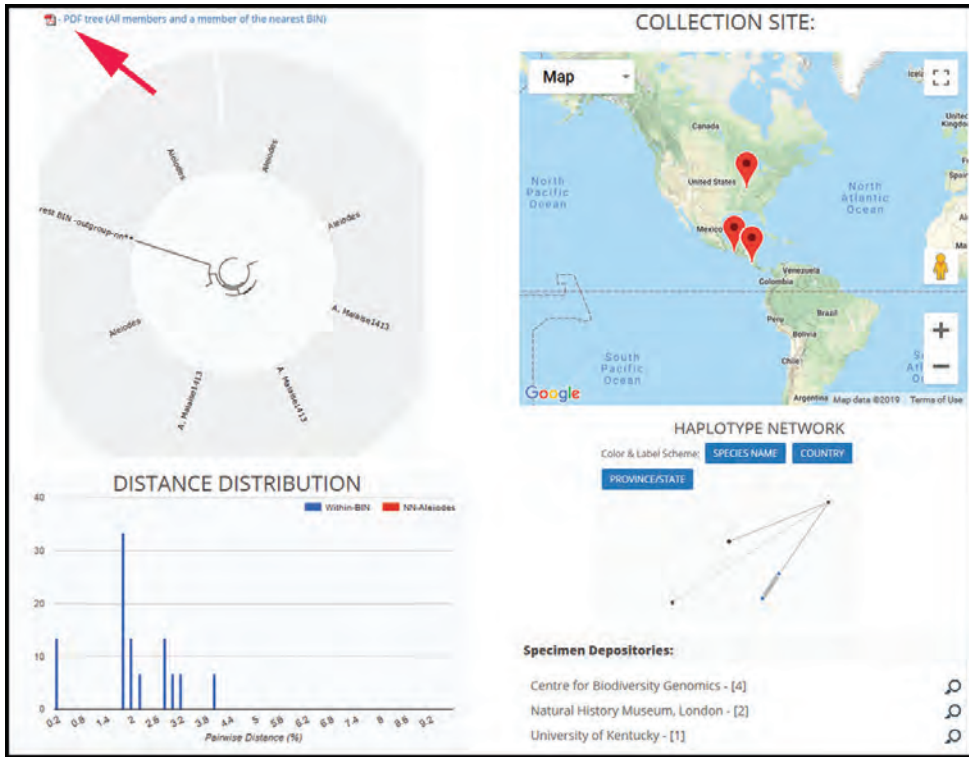 - PDF tree (All members and a member of the nearest BIN)
Aleiodes
Aleiodes
rest BIN -outgroup-nn**
Aleiodes
Aleiodes
A. Malaise1413
A. Malaise1413
A. Malaise1413
DISTANCE DISTRIBUTION
Within-BIN
NN-Aleiodes
40
30
20
10
0
0.2 0.8 1.4 2 2.6 3.2 3.8 4.4 5 5.6 6.2 6.8 7.4 8 8.6 9.2
Pairwise Distance (%)
COLLECTION SITE:
Map
Canada
United States
North
Pacific
Ocean
North
Atlantic
Ocean
Mexico
Venezuela
Colombia
Peru
Brazil
Bolivia
Chile
South
Pacific
Ocean
Argentina
Google
Map data ©2019
Terms of Use
HAPLOTYPE NETWORK
Color & Label Scheme:
SPECIES NAME
COUNTRY
PROVINCE/STATE
Specimen Depositories:
Centre for Biodiversity Genomics - [4]
Natural History Museum, London - [2]
University of Kentucky - [1]